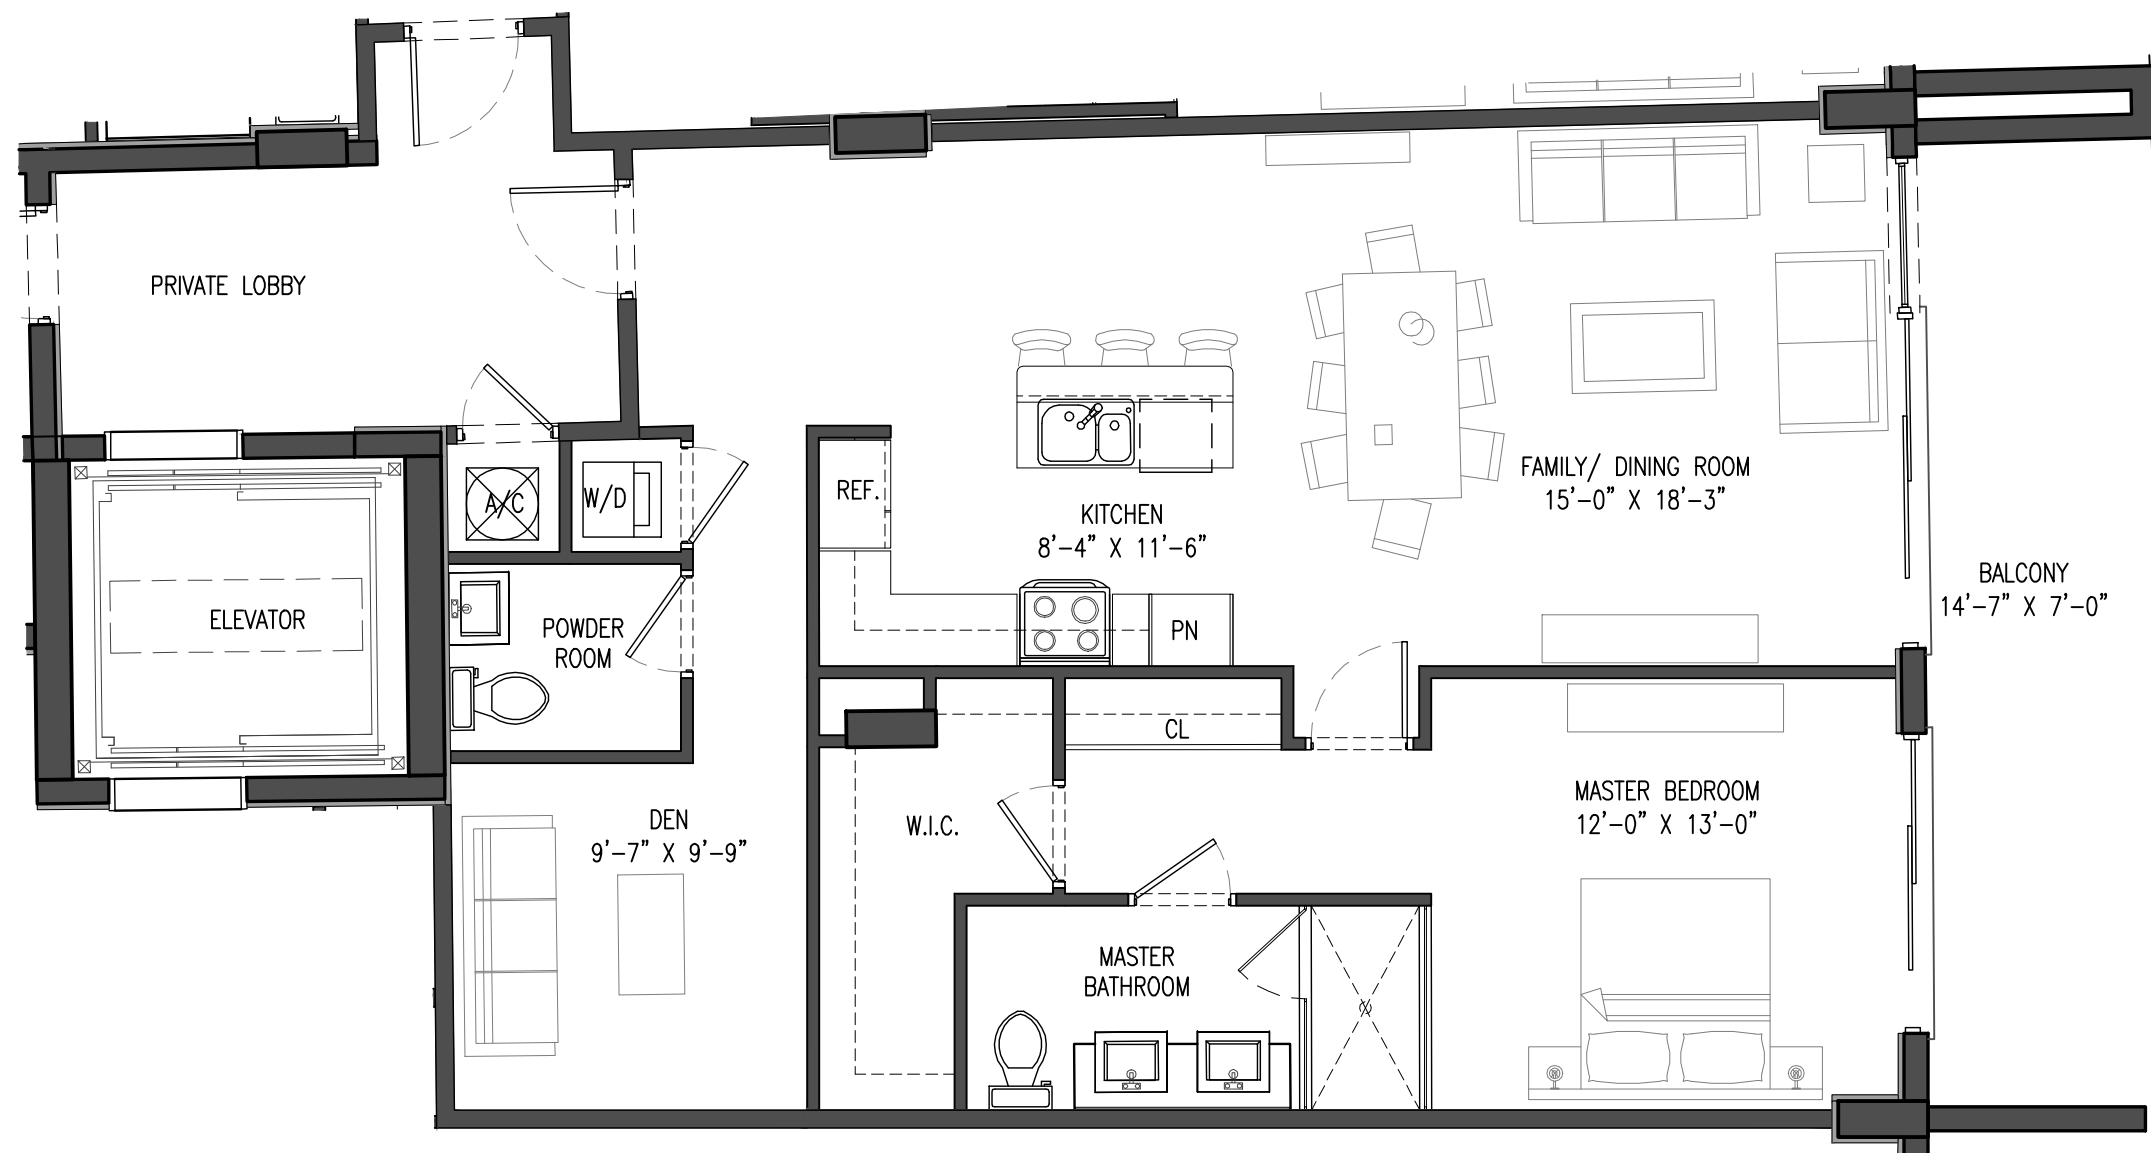 PRIVATE LOBBY
FAMILY/ DINING ROOM
15'-0" X 18'-3"
REF.
A/C
W/D
KITCHEN
8'-4" X 11'-6"
BALCONY
14'-7" X 7'-0"
ELEVATOR
POWDER
ROOM
PN
CL
MASTER BEDROOM
12'-0" X 13'-0"
DEN
9'-7" X 9'-9"
W.I.C.
MASTER
BATHROOM